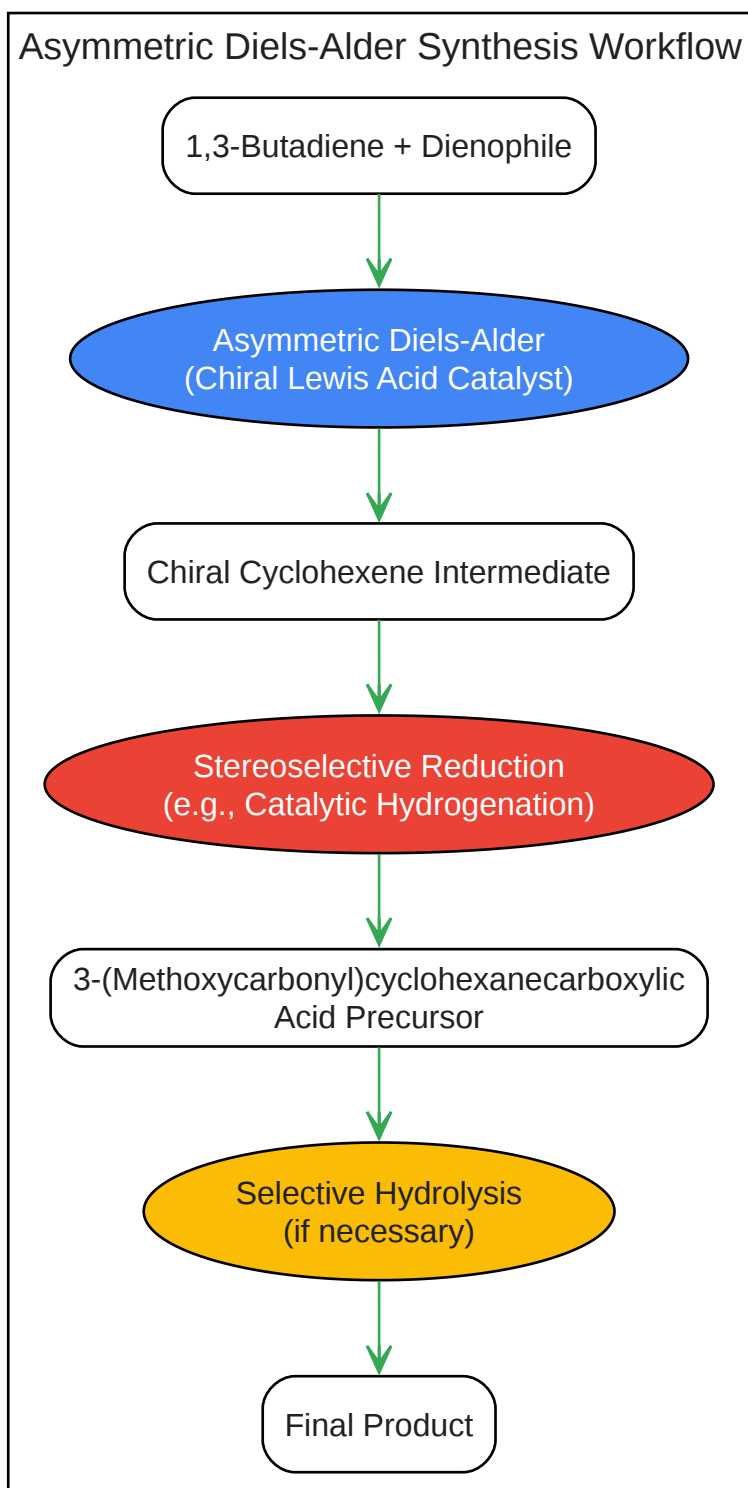 Asymmetric Diels-Alder Synthesis Workflow
1,3-Butadiene + Dienophile
Asymmetric Diels-Alder
(Chiral Lewis Acid Catalyst)
Chiral Cyclohexene Intermediate
Stereoselective Reduction
(e.g., Catalytic Hydrogenation)
3-(Methoxycarbonyl)cyclohexanecarboxylic
Acid Precursor
Selective Hydrolysis
(if necessary)
Final Product